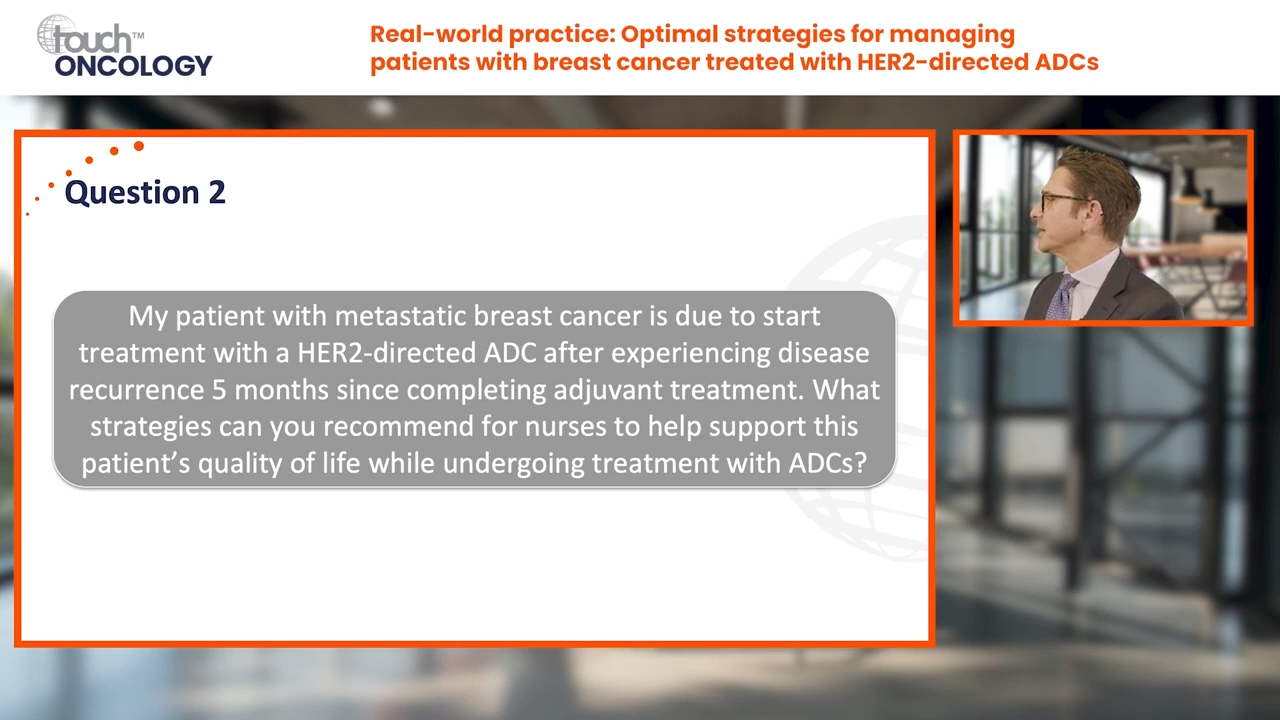 touch™
ONCOLOGY
Real-world practice: Optimal strategies for managing
patients with breast cancer treated with HER2-directed ADCs
Question 2
My patient with metastatic breast cancer is due to start
treatment with a HER2-directed ADC after experiencing disease
recurrence 5 months since completing adjuvant treatment. What
strategies can you recommend for nurses to help support this
patient’s quality of life while undergoing treatment with ADCs?